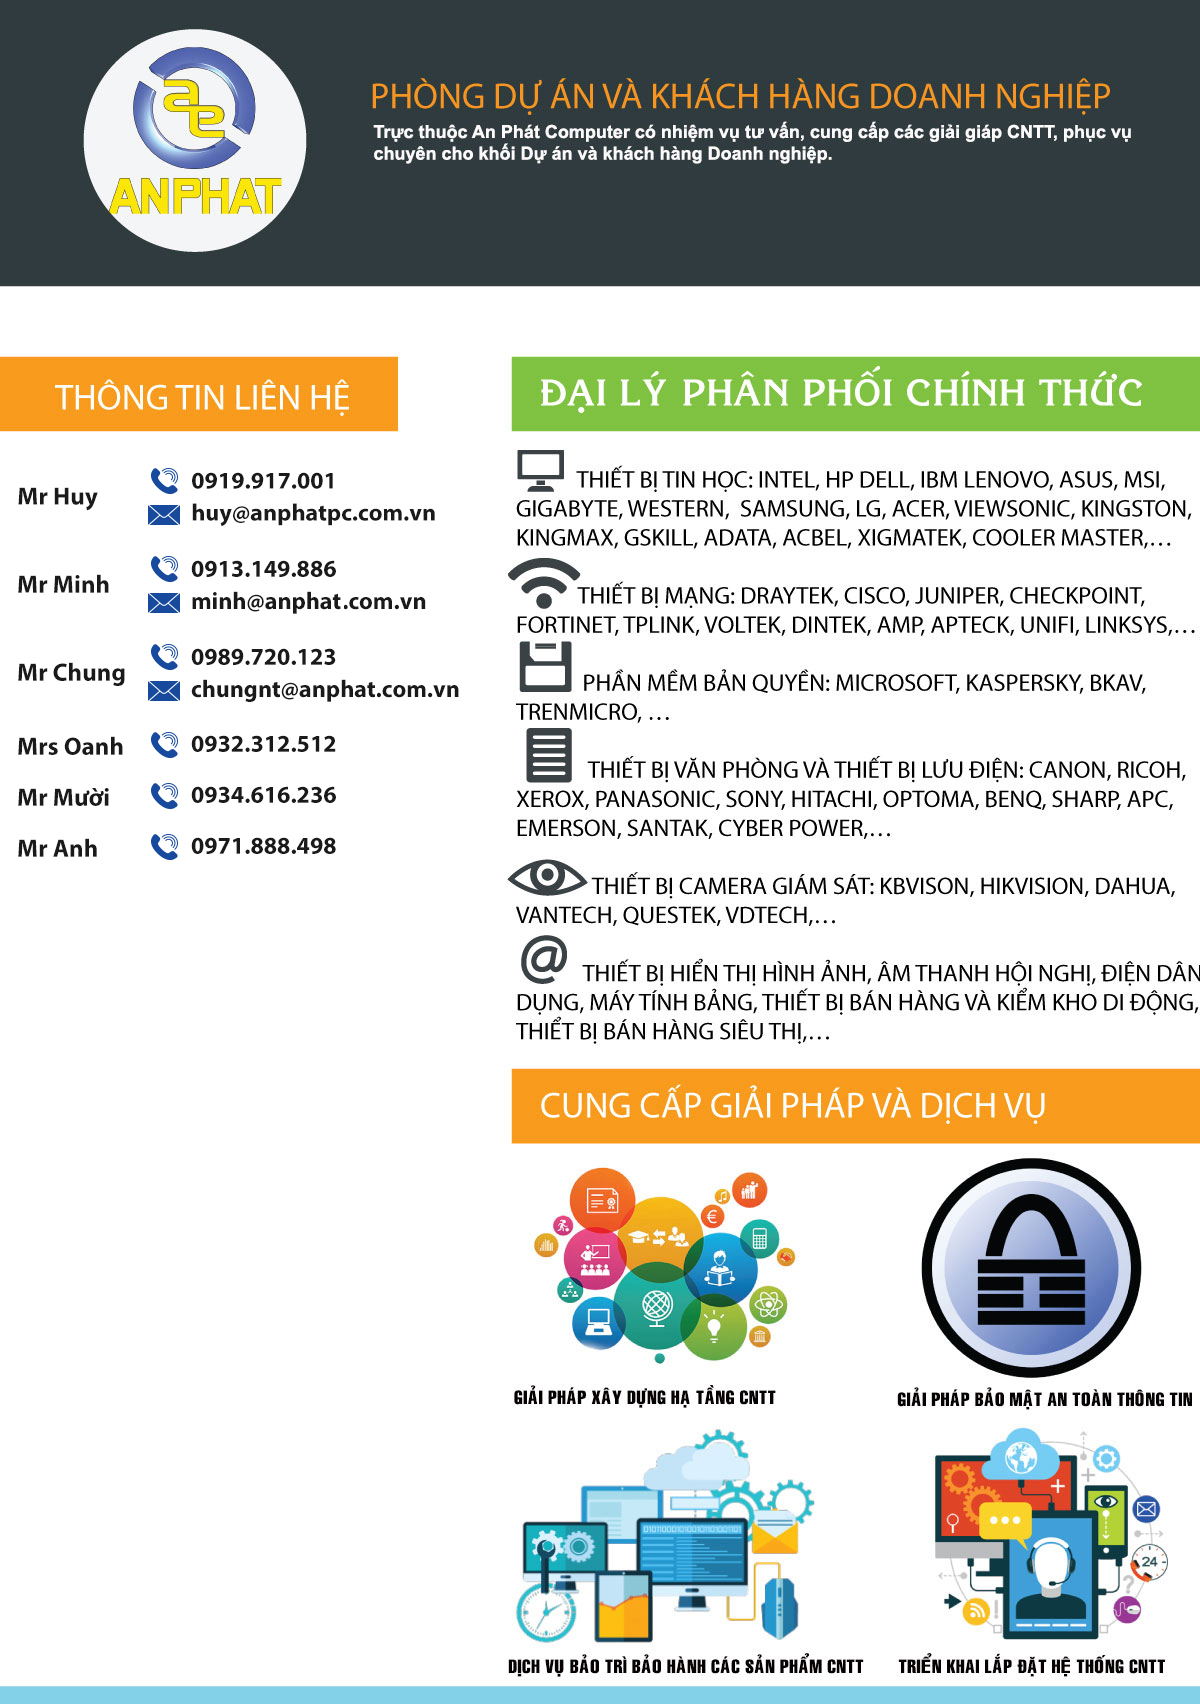 ANPHAT
PHÒNG DỰ ÁN VÀ KHÁCH HÀNG DOANH NGHIỆP
Trực thuộc An Phát Computer có nhiệm vụ tư vấn, cung cấp các giải giáp CNTT, phục vụ
chuyên cho khối Dự án và khách hàng Doanh nghiệp.
THÔNG TIN LIÊN HỆ
Mr Huy
0919.917.001
huy@anphatpc.com.vn
Mr Minh
0913.149.886
minh@anphat.com.vn
Mr Chung
0989.720.123
chungnt@anphat.com.vn
Mrs Oanh 0932.312.512
Mr Mười 0934.616.236
Mr Anh 0971.888.498
ĐẠI LÝ PHÂN PHỐI CHÍNH THỨC
THIẾT BỊ TIN HỌC: INTEL, HP DELL, IBM LENOVO, ASUS, MSI,
GIGABYTE, WESTERN, SAMSUNG, LG, ACER, VIEWSONIC, KINGSTON,
KINGMAX, GSKILL, ADATA, ACBEL, XIGMATEK, COOLER MASTER,…
THIẾT BỊ MẠNG: DRAYTEK, CISCO, JUNIPER, CHECKPOINT,
FORTINET, TPLINK, VOLTEK, DINTEK, AMP, APTECK, UNIFI, LINKSYS,…
PHẦN MỀM BẢN QUYỀN: MICROSOFT, KASPERSKY, BKAV,
TRENMICRO, …
THIẾT BỊ VĂN PHÒNG VÀ THIẾT BỊ LƯU ĐIỆN: CANON, RICOH,
XEROX, PANASONIC, SONY, HITACHI, OPTOMA, BENQ, SHARP, APC,
EMERSON, SANTAK, CYBER POWER,…
THIẾT BỊ CAMERA GIÁM SÁT: KBVISON, HIKVISION, DAHUA,
VANTECH, QUESTEK, VDTECH,…
THIẾT BỊ HIỂN THỊ HÌNH ẢNH, ÂM THANH HỘI NGHỊ, ĐIỆN DÂN
DỤNG, MÁY TÍNH BẢNG, THIẾT BỊ BÁN HÀNG VÀ KIỂM KHO DI ĐỘNG,
THIỂT BỊ BÁN HÀNG SIÊU THỊ,…
CUNG CẤP GIẢI PHÁP VÀ DỊCH VỤ
GIẢI PHÁP XÂY DỰNG HẠ TẦNG CNTT
GIẢI PHÁP BẢO MẬT AN TOÀN THÔNG TIN
24
DỊCH VỤ BẢO TRÌ BẢO HÀNH CÁC SẢN PHẨM CNTT
TRIỂN KHAI LẮP ĐẶT HỆ THỐNG CNTT